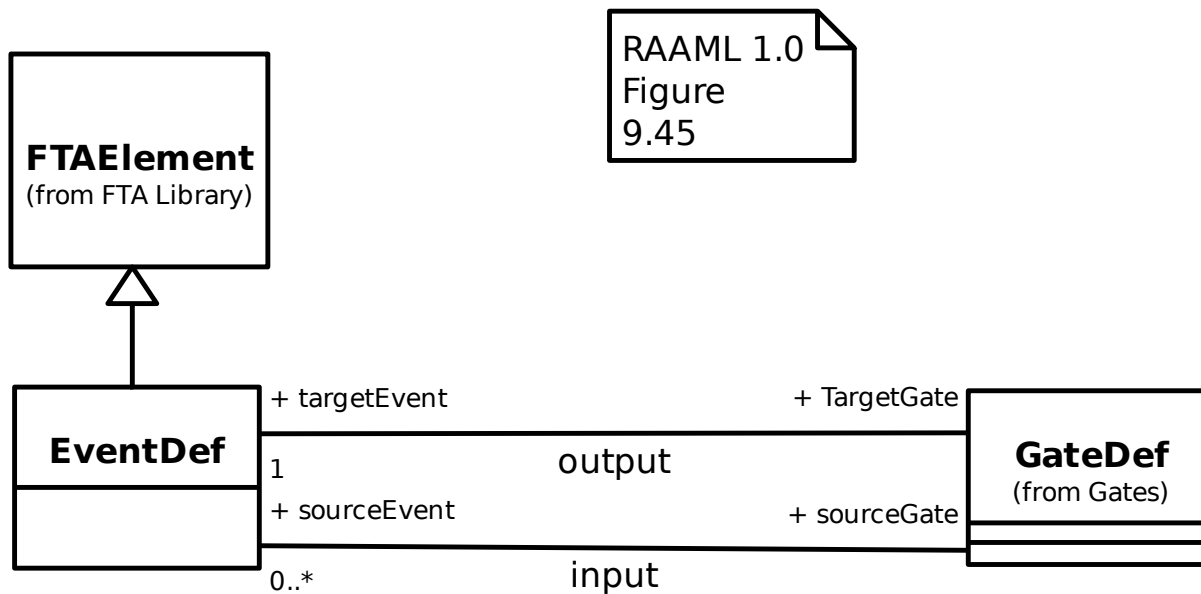 RAAML 1.0
Figure
9.45
FTAElement
(from FTA Library)
+ targetEvent
+ TargetGate
EventDef
output
GateDef
(from Gates)
1
+ sourceEvent
+ sourceGate
0..*
input